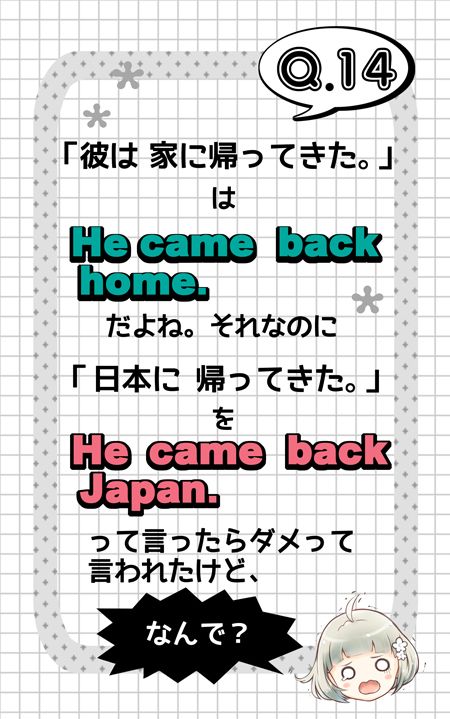 Q.14
「彼は 家に帰ってきた。」
は
He came back
home.
だよね。それなのに
「日本に 帰ってきた。」
を
He came back
Japan.
って言ったらダメって
言われたけど、
なんで？